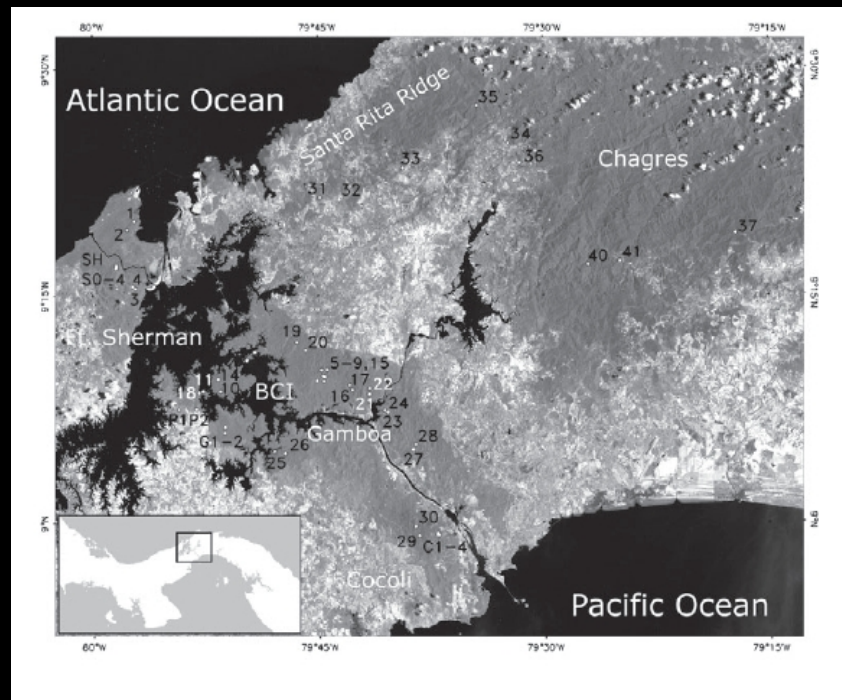 80°W 79°45'W 79°30'W 79°15'W
9°30'N 9°30'N
Atlantic Ocean
Santa Rita Ridge
35
34
33 36
Chagres
31 32
1
2
37
SH
S0-4 4
40 41
3
9°15'N 9°15'N
Ft. Sherman
19 20
5-9,15
11 14
10
BCI
17 22
18
16
21 24
P1P2
23
G1-2
Gamboa
28
26
25
27
30
9°N 9°N
29 C1-4
Cocoli
Pacific Ocean
80°W 79°45'W 79°30'W 79°15'W